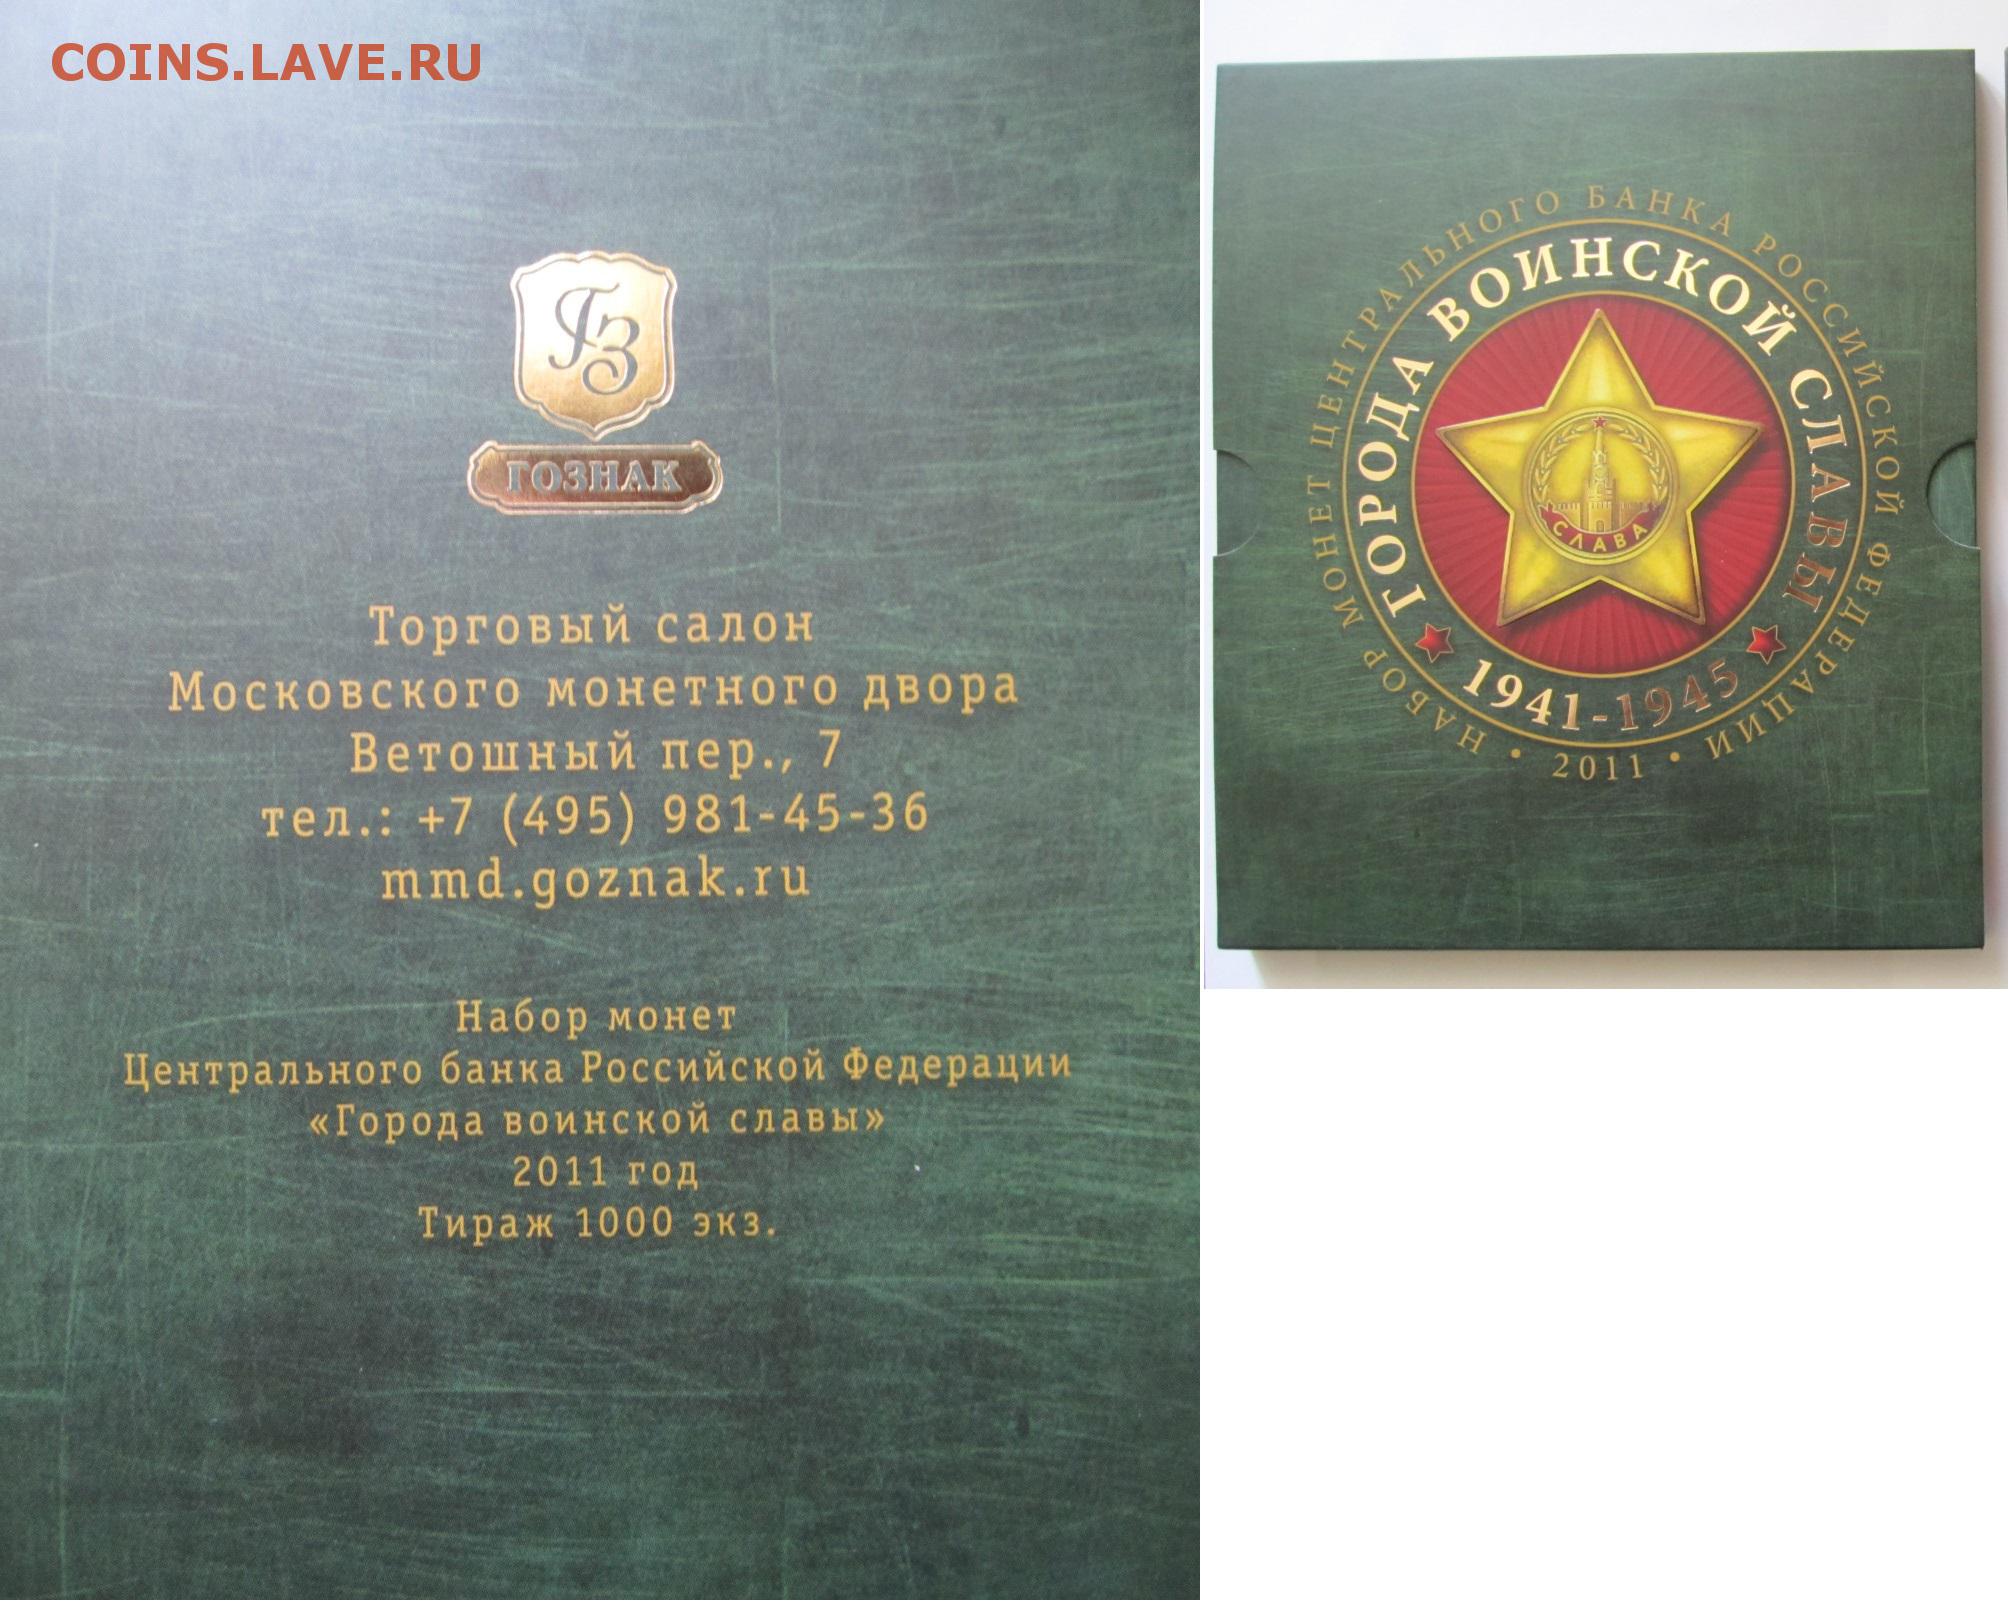 COINS.LAVE.RU
ГЗ
ГОЗНАК
Торговый салон
Московского монетного двора
Ветошный пер., 7
тел.: +7 (495) 981-45-36
mmd.goznak.ru
Набор монет
Центрального банка Российской Федерации
«Города воинской славы»
2011 год
Тираж 1000 экз.
НАБОР МОНЕТ ЦЕНТРАЛЬНОГО БАНКА РОССИЙСКОЙ ФЕДЕРАЦИИ
• 2011 •
ГОРОДА ВОИНСКОЙ СЛАВЫ
1941-1945
СЛАВА